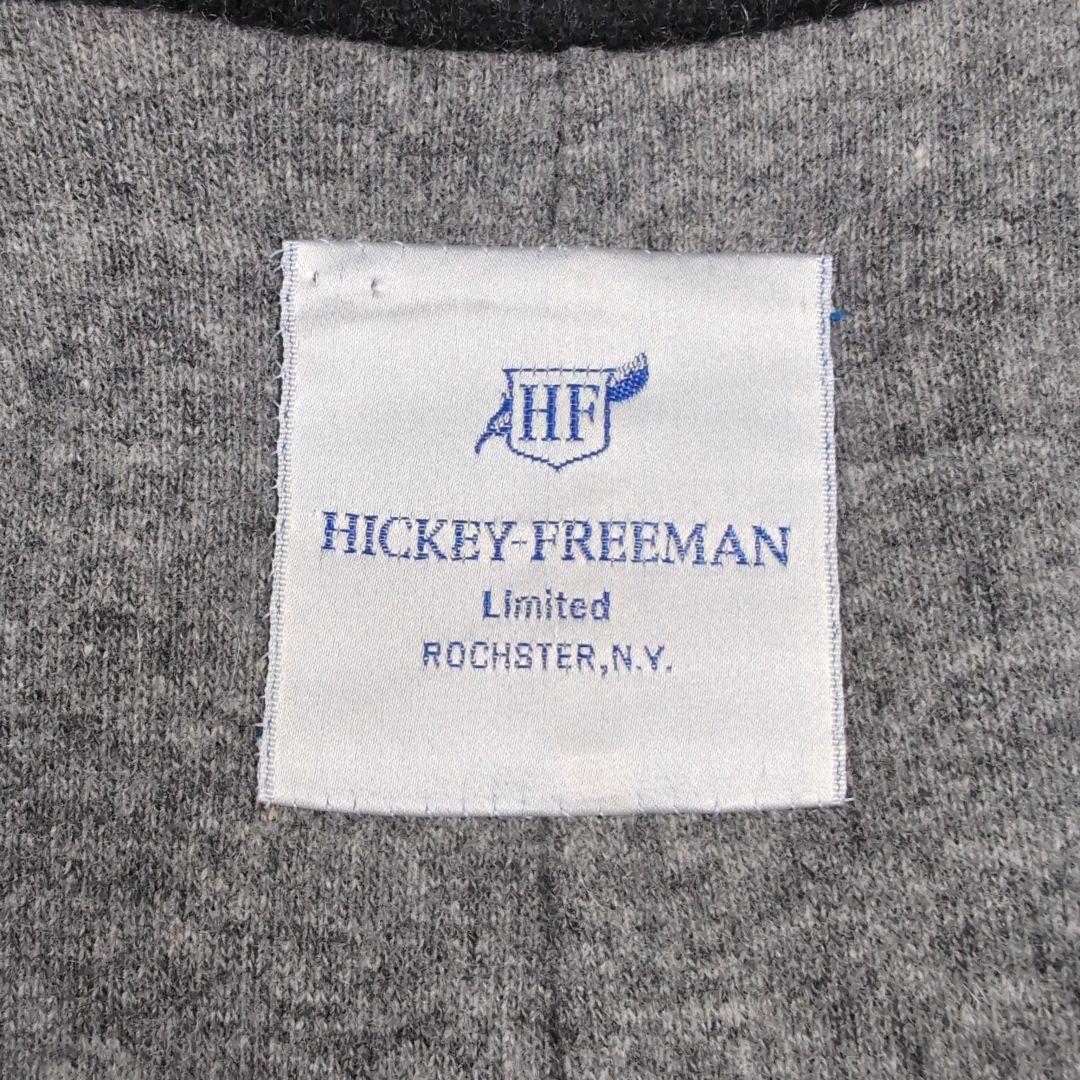 HF
HICKEY-FREEMAN
Limited
ROCHSTER,N.Y.